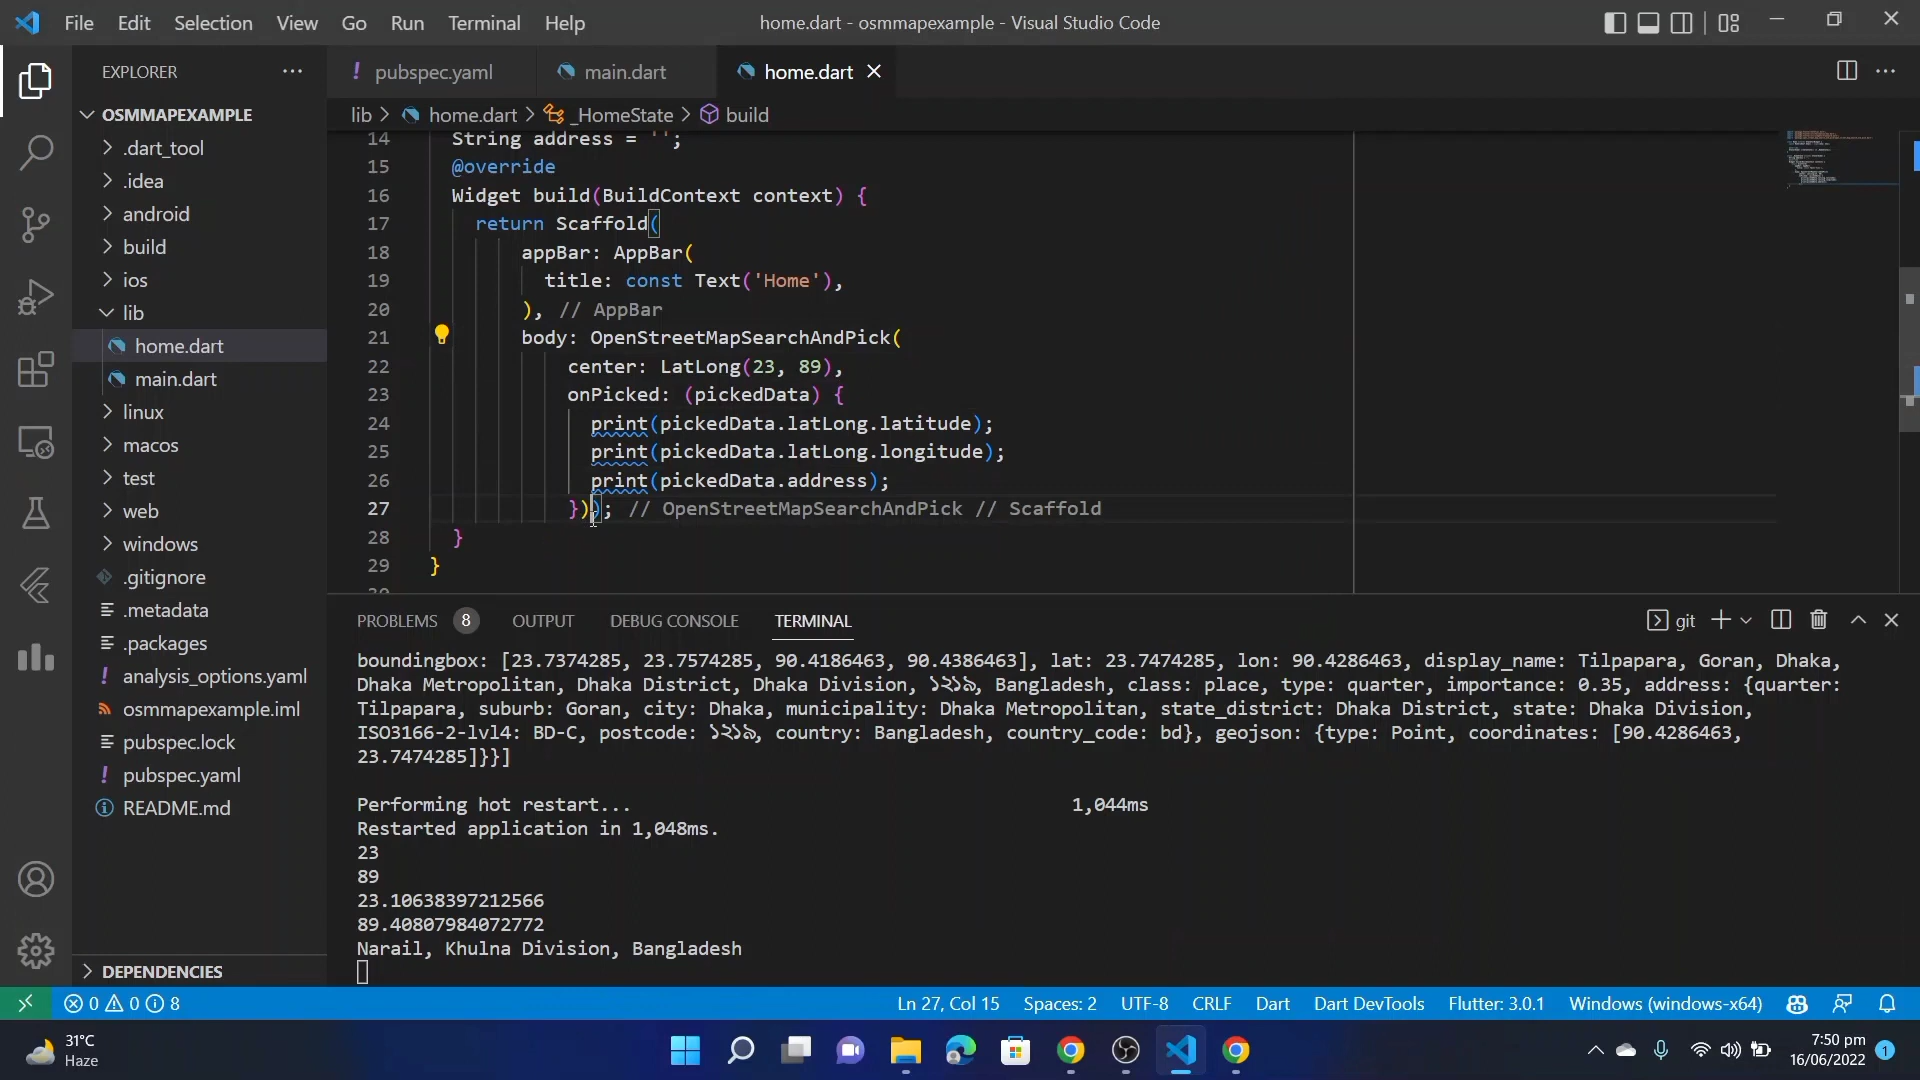 File Edit Selection View Go Run Terminal Help
home.dart - osmmapexample - Visual Studio Code
EXPLORER
pubspec.yaml
main.dart
home.dart
OSMMAPEXAMPLE
.dart_tool
.idea
android
build
ios
lib
home.dart
main.dart
linux
macos
test
web
windows
.gitignore
.metadata
.packages
analysis_options.yaml
osmmapexample.iml
pubspec.lock
pubspec.yaml
README.md
DEPENDENCIES
lib > home.dart > _HomeState > build
14 String address = '';
15 @override
16 Widget build(BuildContext context) {
17 return Scaffold(
18 appBar: AppBar(
19 title: const Text('Home'),
20 ), // AppBar
21 body: OpenStreetMapSearchAndPick(
22 center: LatLong(23, 89),
23 onPicked: (pickedData) {
24 print(pickedData.latLong.latitude);
25 print(pickedData.latLong.longitude);
26 print(pickedData.address);
27 })); // OpenStreetMapSearchAndPick // Scaffold
28 }
29 }
PROBLEMS 8 OUTPUT DEBUG CONSOLE TERMINAL
git
boundingbox: [23.7374285, 23.7574285, 90.4186463, 90.4386463], lat: 23.7474285, lon: 90.4286463, display_name: Tilpapara, Goran, Dhaka,
Dhaka Metropolitan, Dhaka District, Dhaka Division, ১২১৯, Bangladesh, class: place, type: quarter, importance: 0.35, address: {quarter:
Tilpapara, suburb: Goran, city: Dhaka, municipality: Dhaka Metropolitan, state_district: Dhaka District, state: Dhaka Division,
ISO3166-2-lvl4: BD-C, postcode: ১২১৯, country: Bangladesh, country_code: bd}, geojson: {type: Point, coordinates: [90.4286463,
23.7474285]}}]
Performing hot restart... 1,044ms
Restarted application in 1,048ms.
23
89
23.10638397212566
89.40807984072772
Narail, Khulna Division, Bangladesh
0 0 8
Ln 27, Col 15 Spaces: 2 UTF-8 CRLF Dart Dart DevTools Flutter: 3.0.1 Windows (windows-x64)
31°C
Haze
7:50 pm
16/06/2022
1